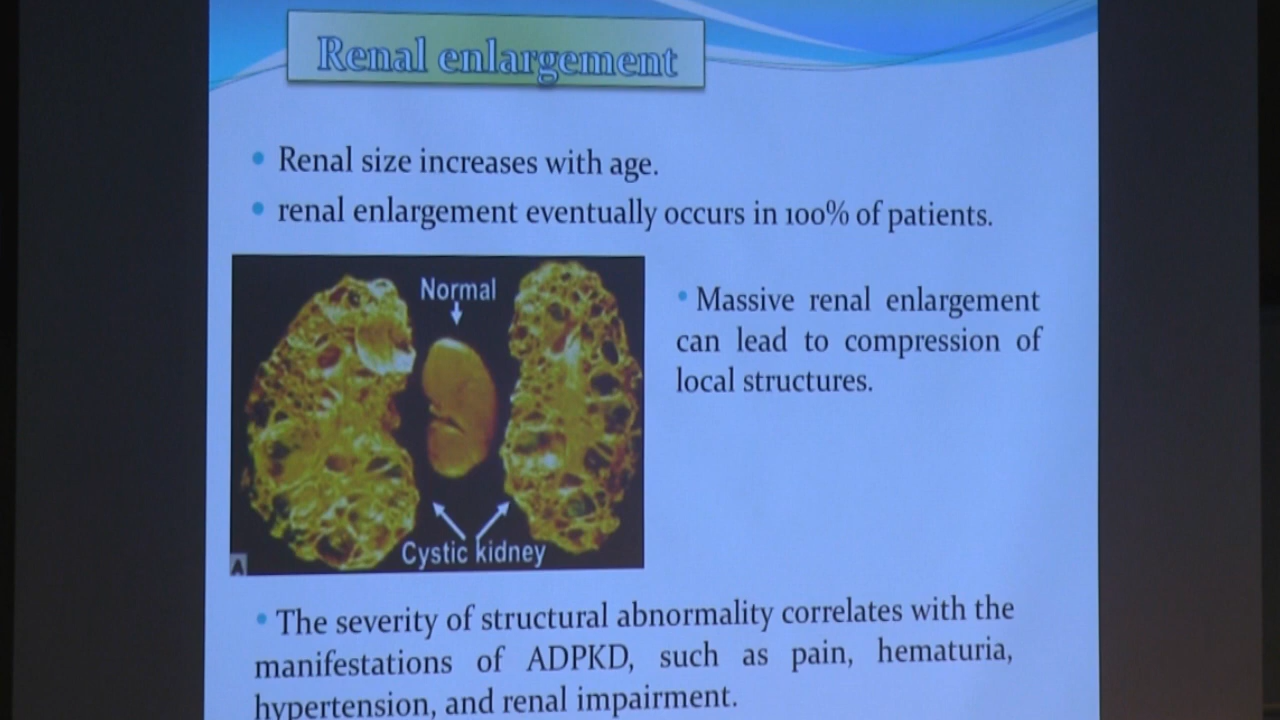 Renal enlargement
• Renal size increases with age.
• renal enlargement eventually occurs in 100% of patients.
Normal
Cystic kidney
A
• Massive renal enlargement
can lead to compression of
local structures.
• The severity of structural abnormality correlates with the
manifestations of ADPKD, such as pain, hematuria,
hypertension, and renal impairment.